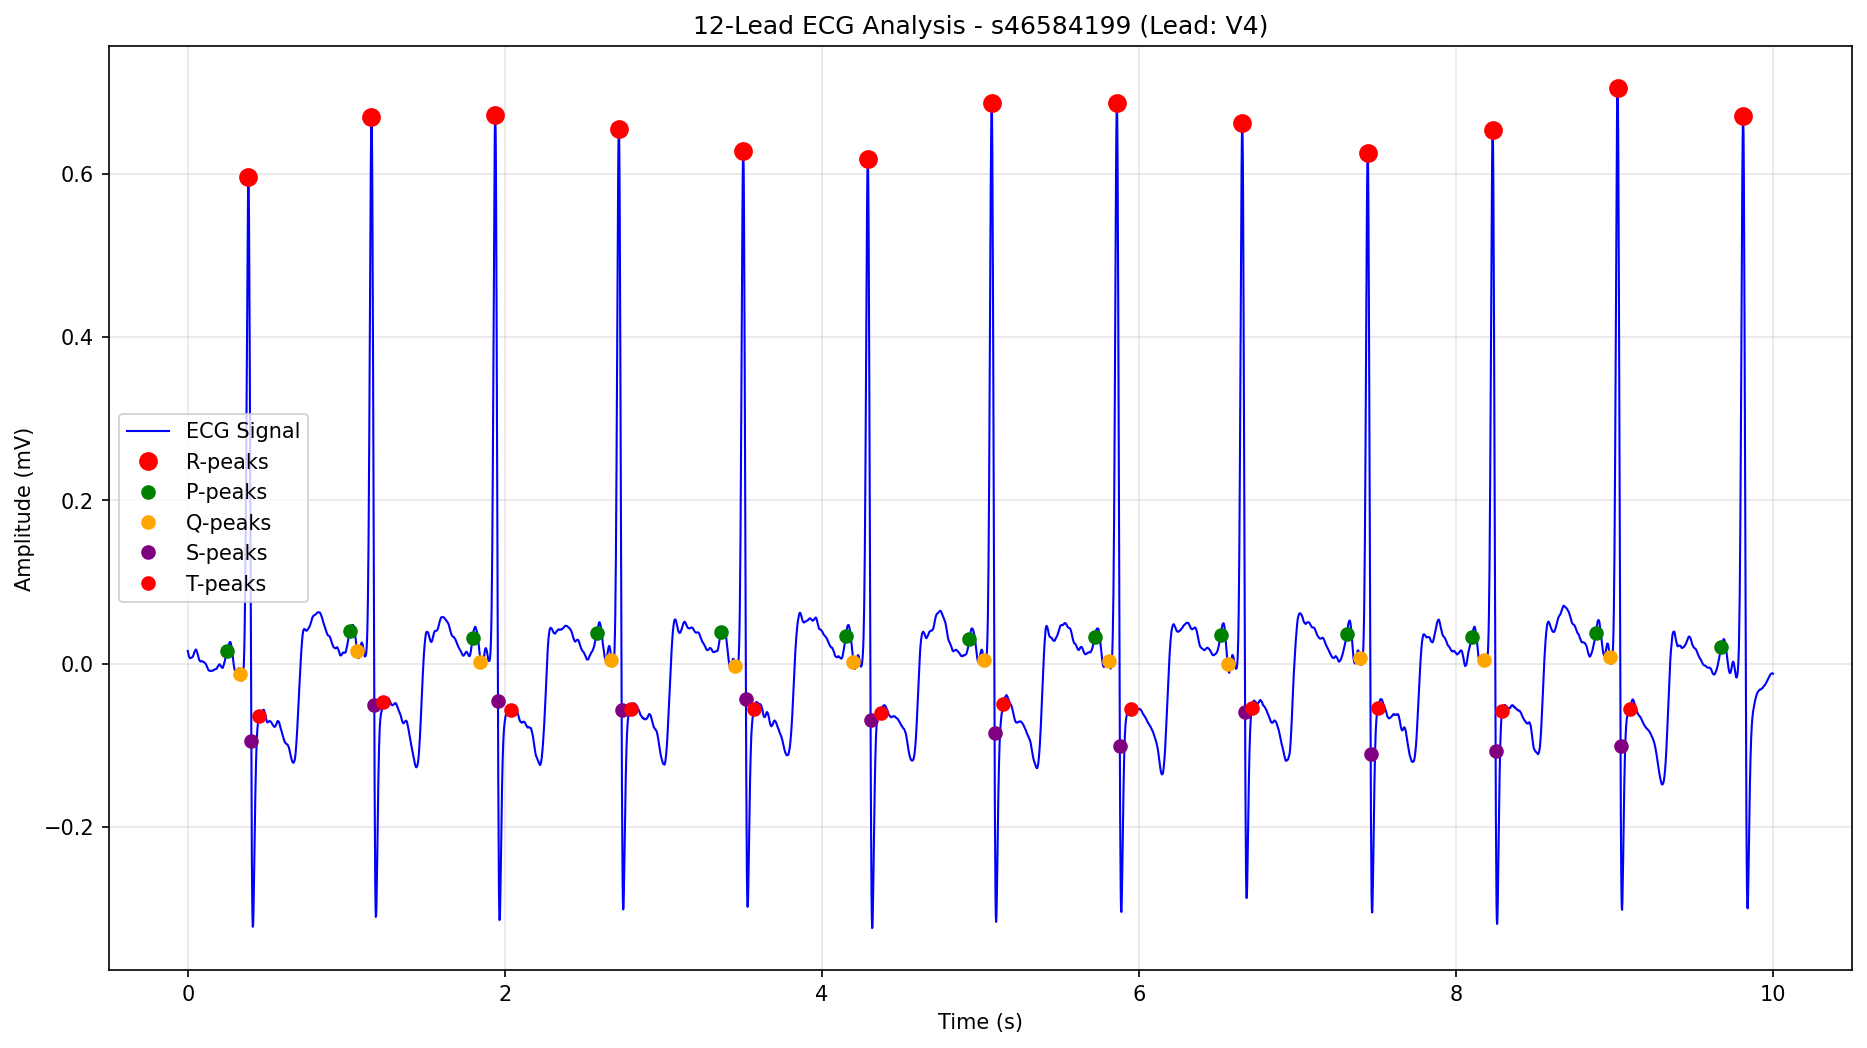 12-Lead ECG Analysis - s46584199 (Lead: V4)
Amplitude (mV)
0.6
0.4
0.2
0.0
−0.2
ECG Signal
R-peaks
P-peaks
Q-peaks
S-peaks
T-peaks
0 2 4 6 8 10
Time (s)